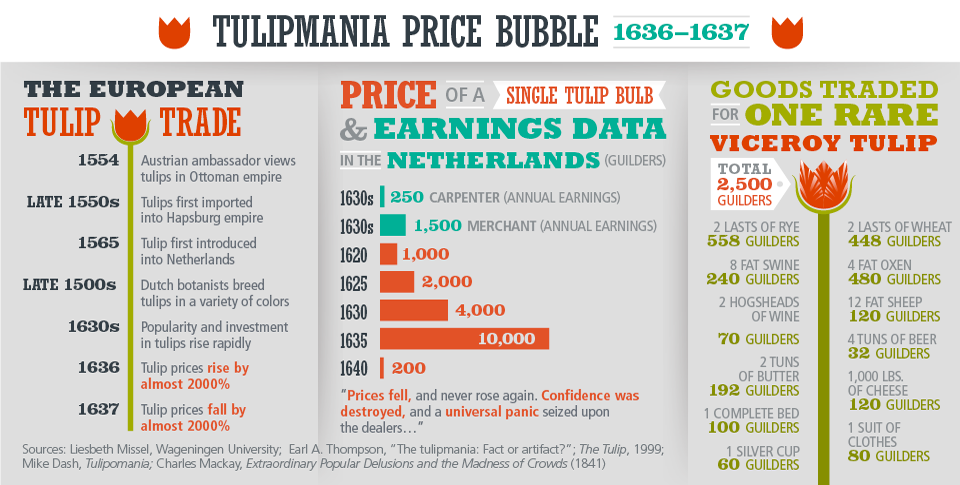 TULIPMANIA PRICE BUBBLE 1636–1637
THE EUROPEAN
TULIP TRADE
1554 Austrian ambassador views
tulips in Ottoman empire
LATE 1550s Tulips first imported
into Hapsburg empire
1565 Tulip first introduced
into Netherlands
LATE 1500s Dutch botanists breed
tulips in a variety of colors
1630s Popularity and investment
in tulips rise rapidly
1636 Tulip prices rise by
almost 2000%
1637 Tulip prices fall by
almost 2000%
PRICE OF A SINGLE TULIP BULB
& EARNINGS DATA
IN THE NETHERLANDS (GUILDERS)
1630s 250 CARPENTER (ANNUAL EARNINGS)
1630s 1,500 MERCHANT (ANNUAL EARNINGS)
1620 1,000
1625 2,000
1630 4,000
1635 10,000
1640 200
“Prices fell, and never rose again. Confidence was
destroyed, and a universal panic seized upon
the dealers…”
GOODS TRADED
FOR ONE RARE
VICEROY TULIP
TOTAL
2,500
GUILDERS
2 LASTS OF RYE
558 GUILDERS
8 FAT SWINE
240 GUILDERS
2 HOGSHEADS
OF WINE
70 GUILDERS
2 TUNS
OF BUTTER
192 GUILDERS
1 COMPLETE BED
100 GUILDERS
1 SILVER CUP
60 GUILDERS
2 LASTS OF WHEAT
448 GUILDERS
4 FAT OXEN
480 GUILDERS
12 FAT SHEEP
120 GUILDERS
4 TUNS OF BEER
32 GUILDERS
1,000 LBS.
OF CHEESE
120 GUILDERS
1 SUIT OF
CLOTHES
80 GUILDERS
Sources: Liesbeth Missel, Wageningen University; Earl A. Thompson, “The tulipmania: Fact or artifact?”; The Tulip, 1999;
Mike Dash, Tulipomania; Charles Mackay, Extraordinary Popular Delusions and the Madness of Crowds (1841)